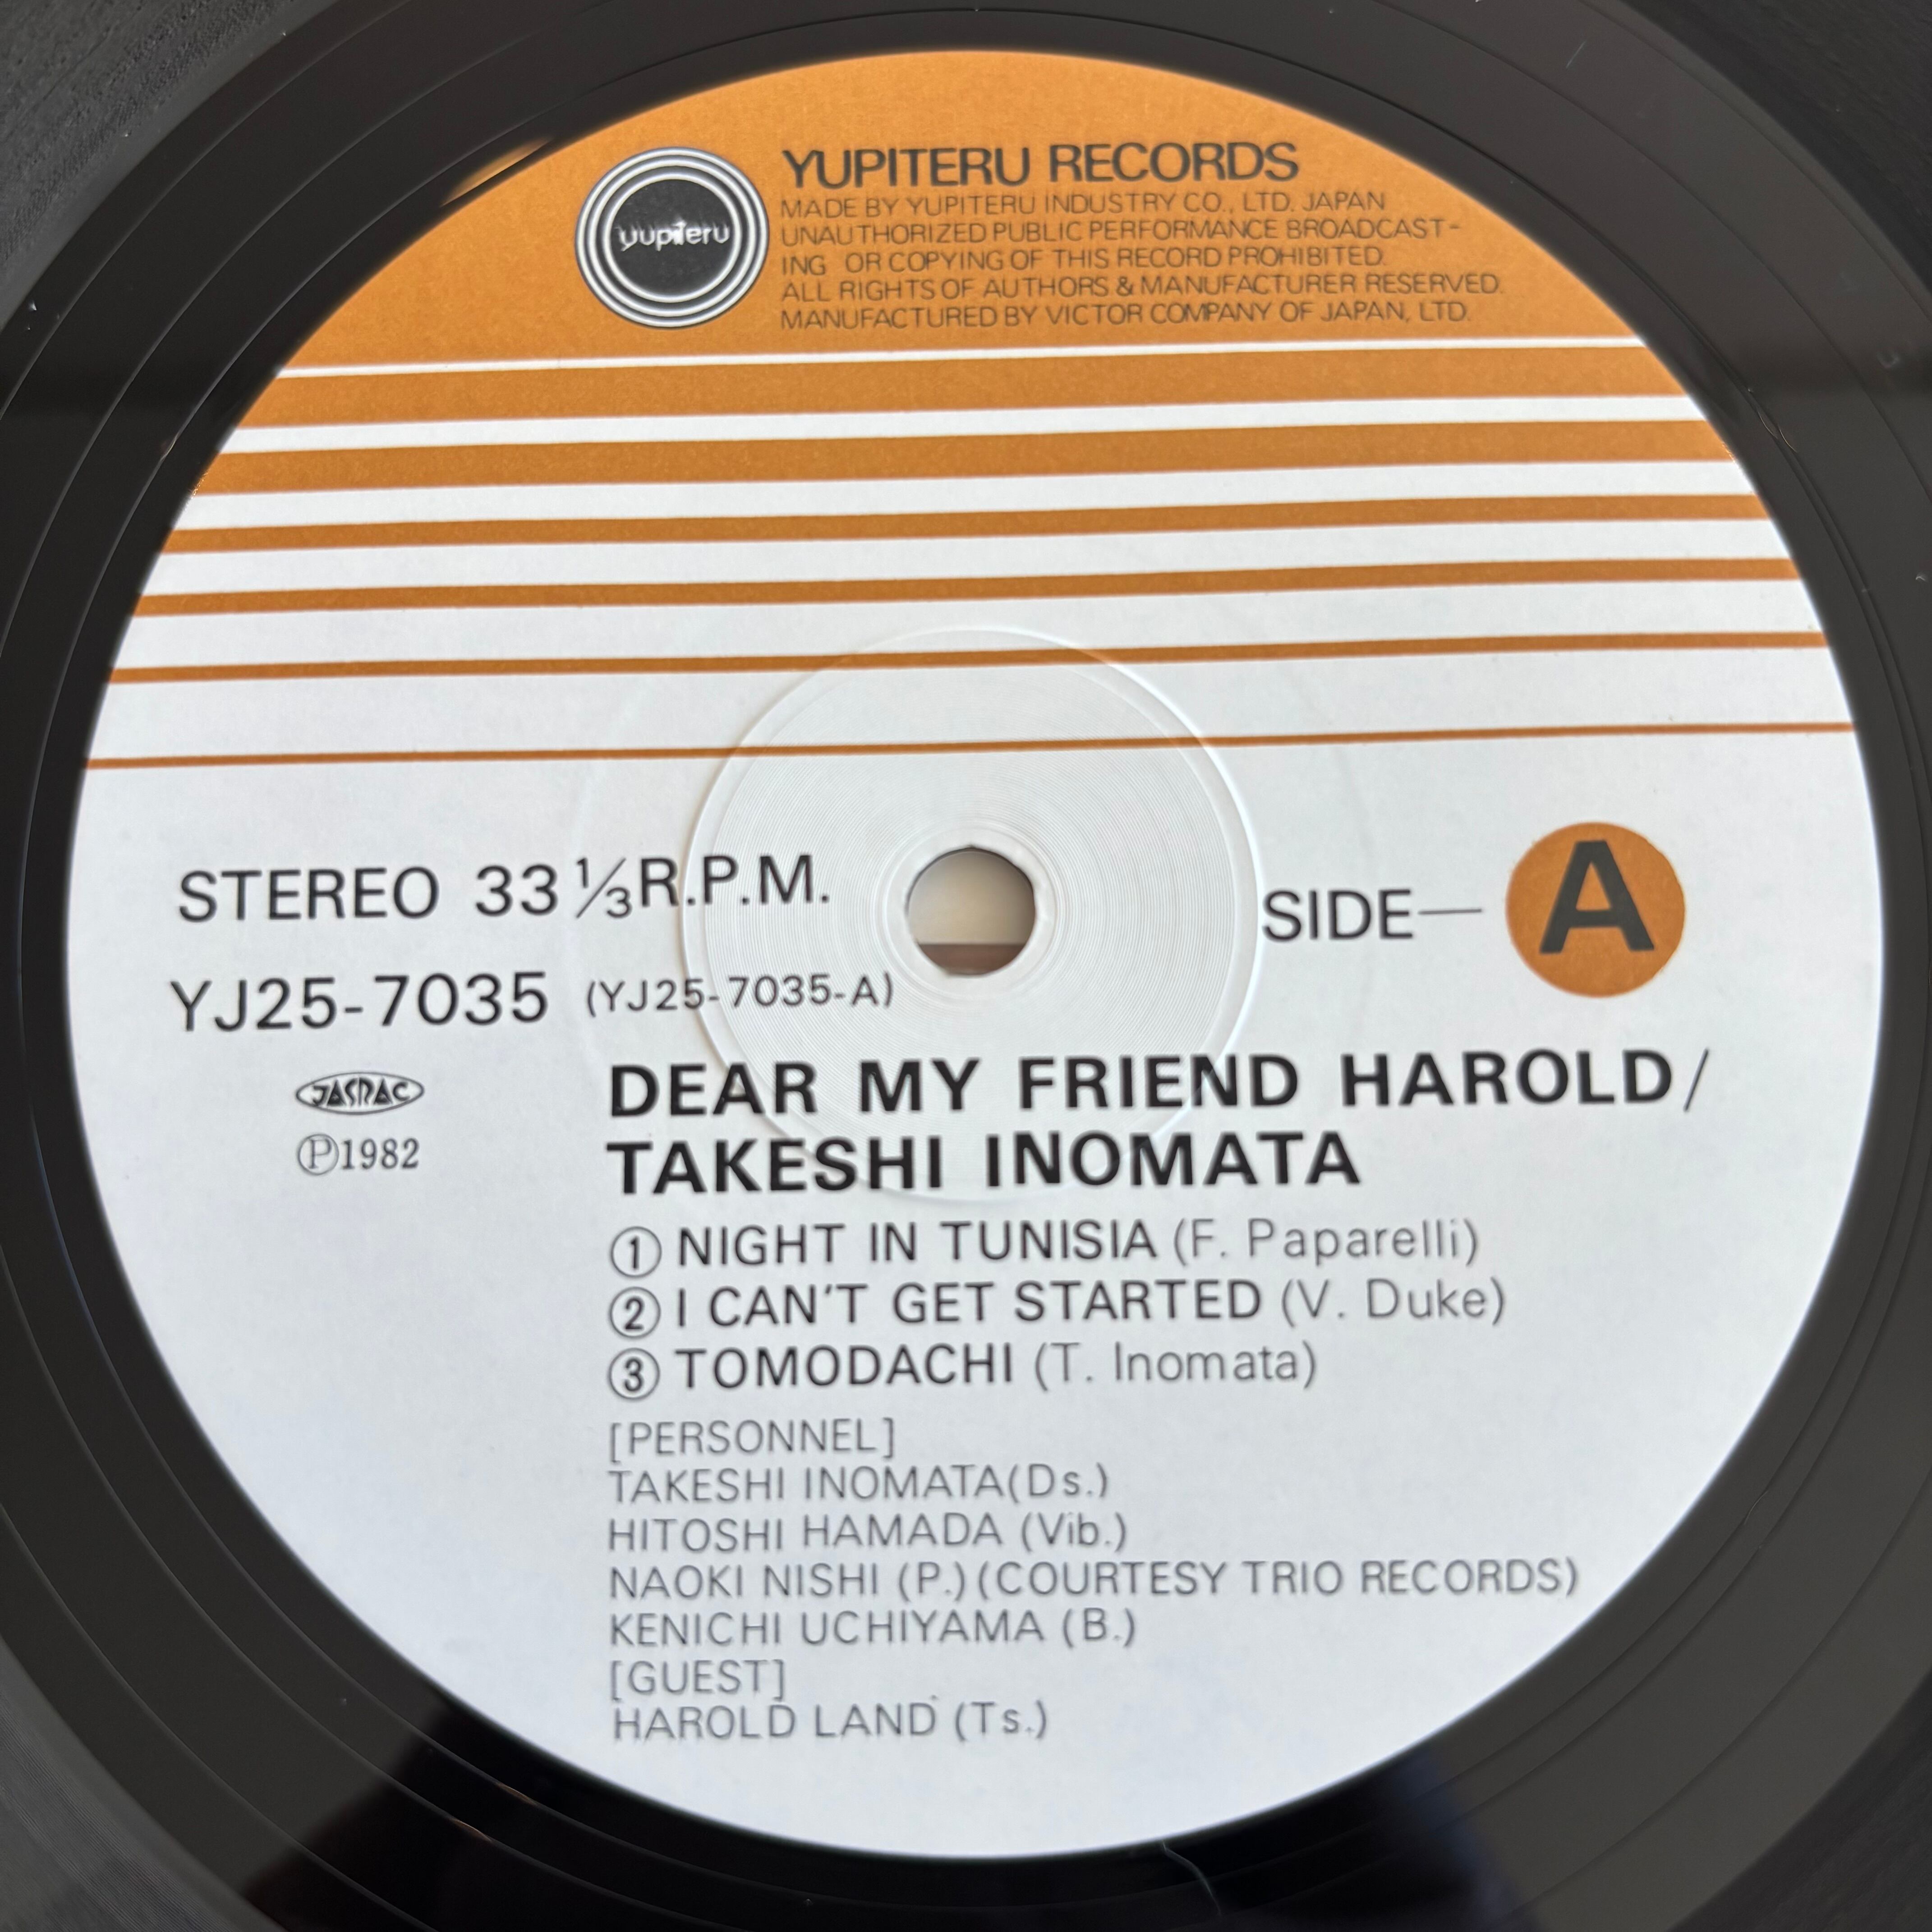 yupiteru
YUPITERU RECORDS
MADE BY YUPITERU INDUSTRY CO., LTD. JAPAN
UNAUTHORIZED PUBLIC PERFORMANCE BROADCAST-
ING OR COPYING OF THIS RECORD PROHIBITED.
ALL RIGHTS OF AUTHORS & MANUFACTURER RESERVED.
MANUFACTURED BY VICTOR COMPANY OF JAPAN, LTD.
STEREO 33 ⅓ R.P.M.
SIDE— A
YJ25-7035 (YJ25-7035-A)
JASRAC
Ⓟ1982
DEAR MY FRIEND HAROLD/
TAKESHI INOMATA
① NIGHT IN TUNISIA (F. Paparelli)
② I CAN'T GET STARTED (V. Duke)
③ TOMODACHI (T. Inomata)
[PERSONNEL]
TAKESHI INOMATA(Ds.)
HITOSHI HAMADA (Vib.)
NAOKI NISHI (P.)(COURTESY TRIO RECORDS)
KENICHI UCHIYAMA (B.)
[GUEST]
HAROLD LAND (Ts.)